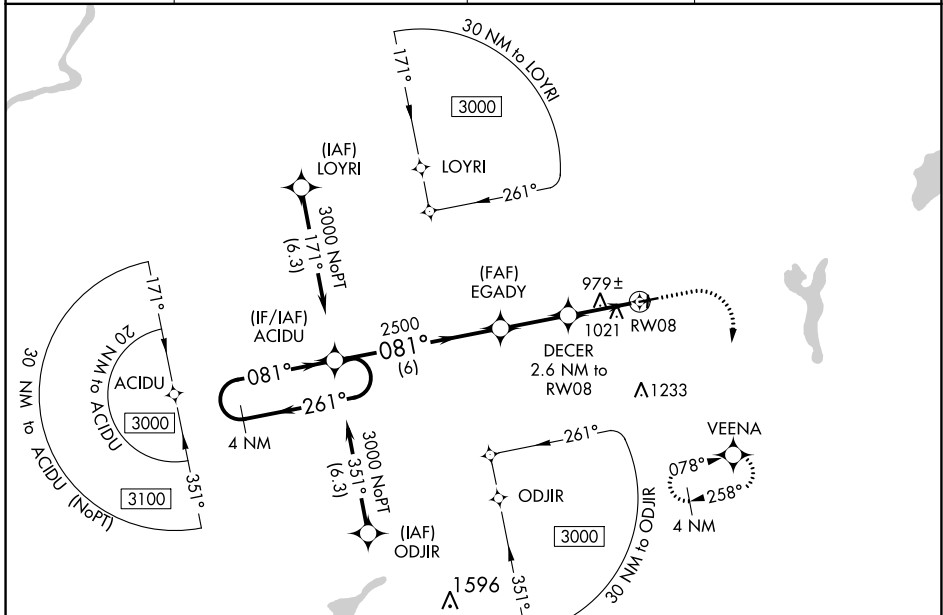 30 NM to LOYRI
171°
3000
LOYRI
261°
(IAF)
LOYRI
3000 NoPT
171°
(6.3)
(FAF)
EGADY
979±
1021
RW08
(IF/IAF)
ACIDU
2500
081°
(6)
DECER
2.6 NM to
RW08
1233
081°
261°
4 NM
171°
20 NM to ACIDU
ACIDU
3000
30 NM to ACIDU (NoPT)
3100
351°
3000 NoPT
351°
(6.3)
(IAF)
ODJIR
261°
ODJIR
3000
30 NM to ODJIR
351°
VEENA
078°
258°
4 NM
1596